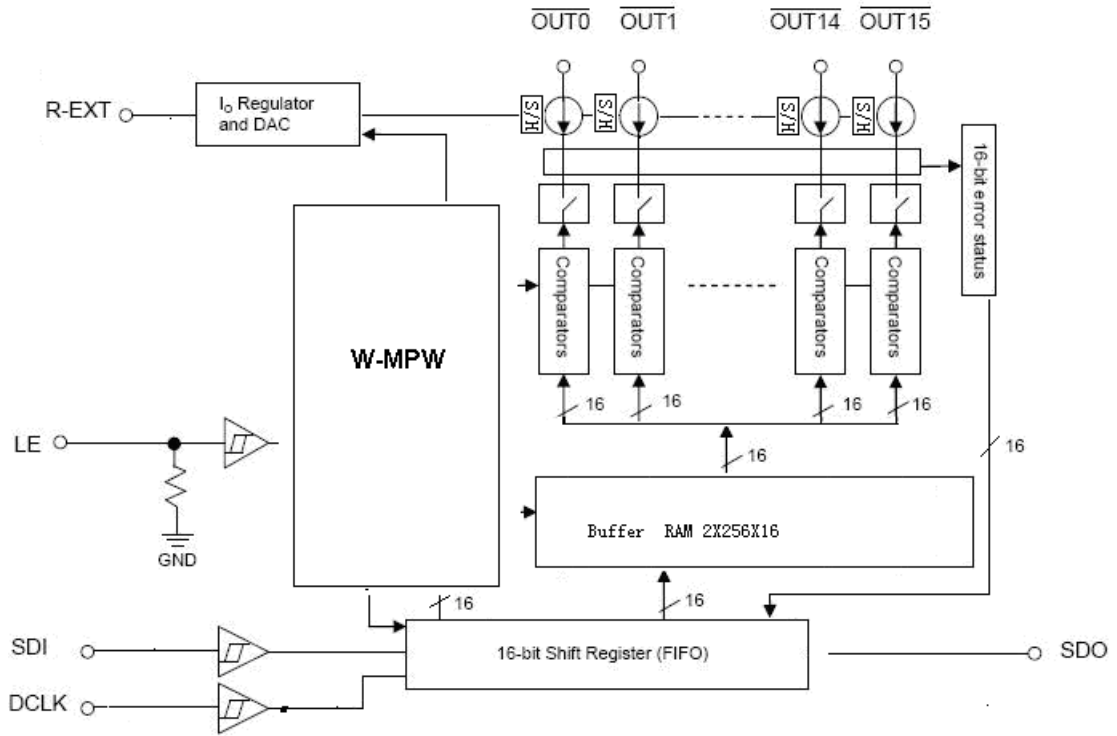 OUT0 OUT1 OUT14 OUT15
R-EXT
I₀ Regulator
and DAC
S/H
S/H
S/H
S/H
16-bit error status
Comparators
Comparators
Comparators
Comparators
W-MPW
16
16
16
16
16
16
LE
GND
Buffer RAM 2X256X16
16
16
SDI
16-bit Shift Register (FIFO)
SDO
DCLK